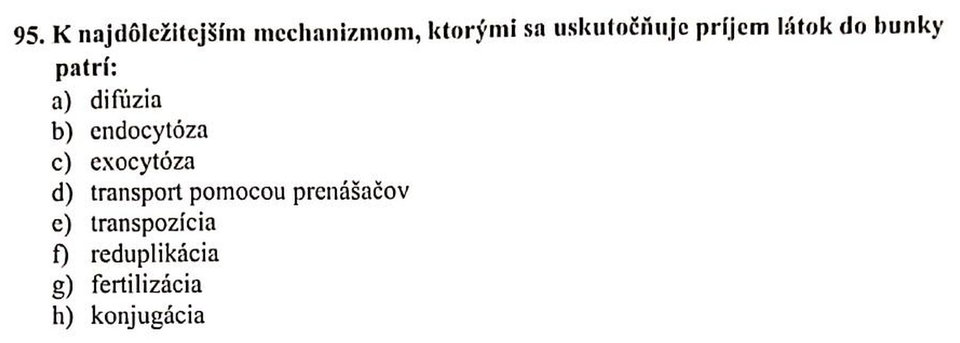 95. K najdôležitejším mechanizmom, ktorými sa uskutočňuje príjem látok do bunky
patrí:
a) difúzia
b) endocytóza
c) exocytóza
d) transport pomocou prenášačov
e) transpozícia
f) reduplikácia
g) fertilizácia
h) konjugácia